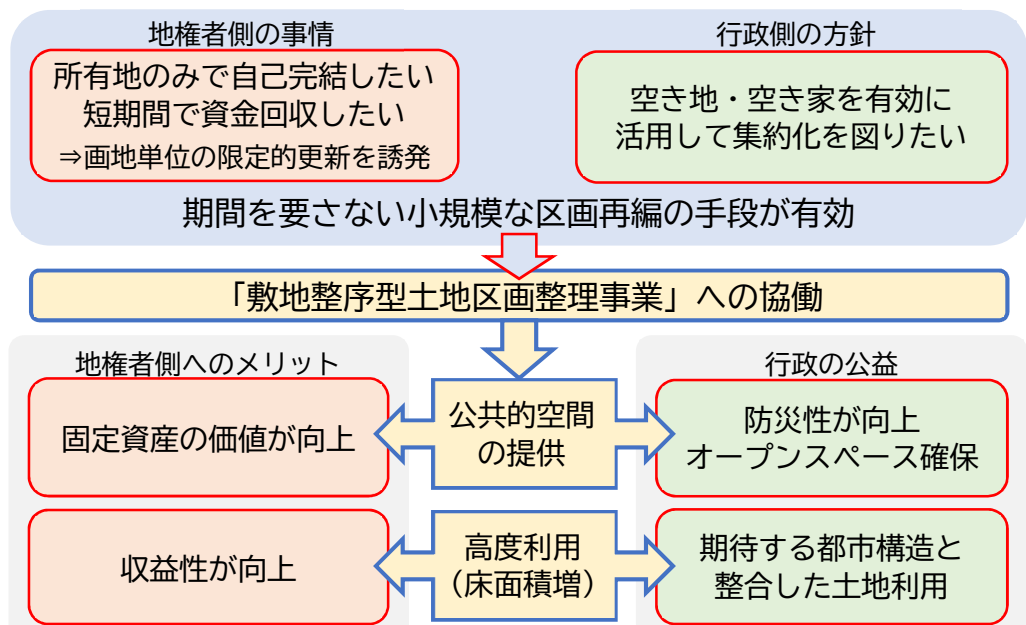 地権者側の事情
所有地のみで自己完結したい
短期間で資金回収したい
⇒画地単位の限定的更新を誘発
行政側の方針
空き地・空き家を有効に
活用して集約化を図りたい
期間を要さない小規模な区画再編の手段が有効
「敷地整序型土地区画整理事業」への協働
地権者側へのメリット
固定資産の価値が向上
収益性が向上
公共的空間
の提供
高度利用
（床面積増）
行政の公益
防災性が向上
オープンスペース確保
期待する都市構造と
整合した土地利用